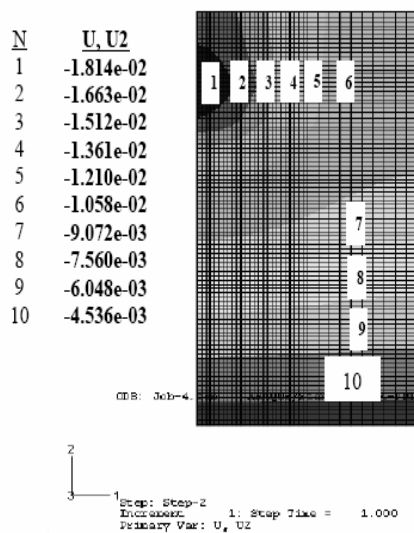 N U, U2
1 -1.814e-02
2 -1.663e-02
3 -1.512e-02
4 -1.361e-02
5 -1.210e-02
6 -1.058e-02
7 -9.072e-03
8 -7.560e-03
9 -6.048e-03
10 -4.536e-03
1 2 3 4 5 6
7
8
9
10
ODB: Job-4.
2
3 1
Step: Step-2
Increment 1: Step Time = 1.000
Primary Var: U, U2